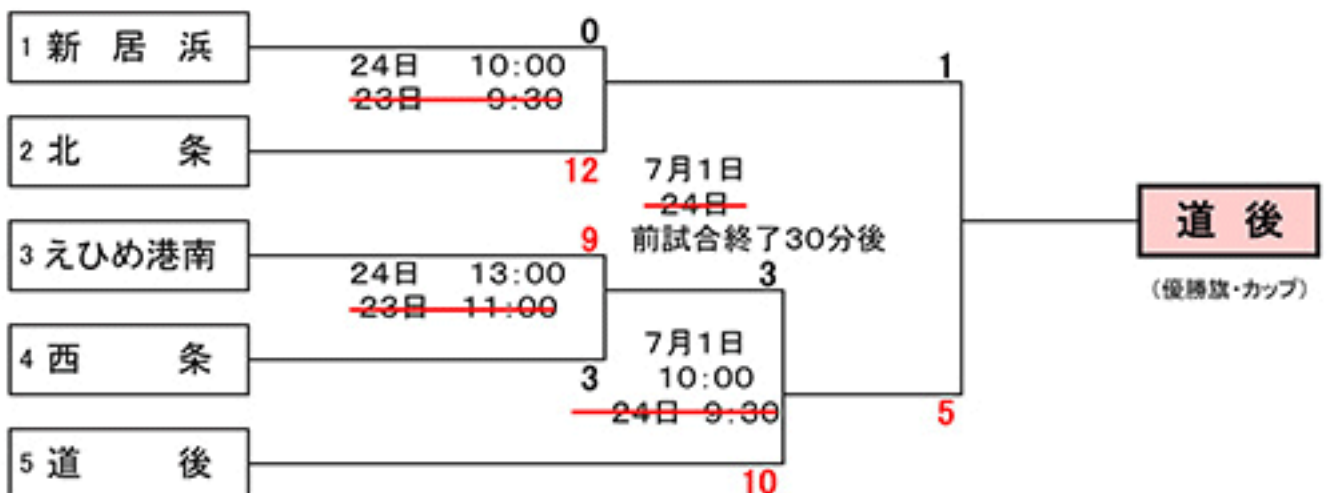 1 新居浜
0
24日 10:00
23日 9:30
2 北条
12
1
7月1日
24日
前試合終了30分後
道後
(優勝旗・カップ)
3 えひめ港南
9
24日 13:00
23日 11:00
4 西条
3
3
7月1日
10:00
24日 9:30
5
5 道後
10